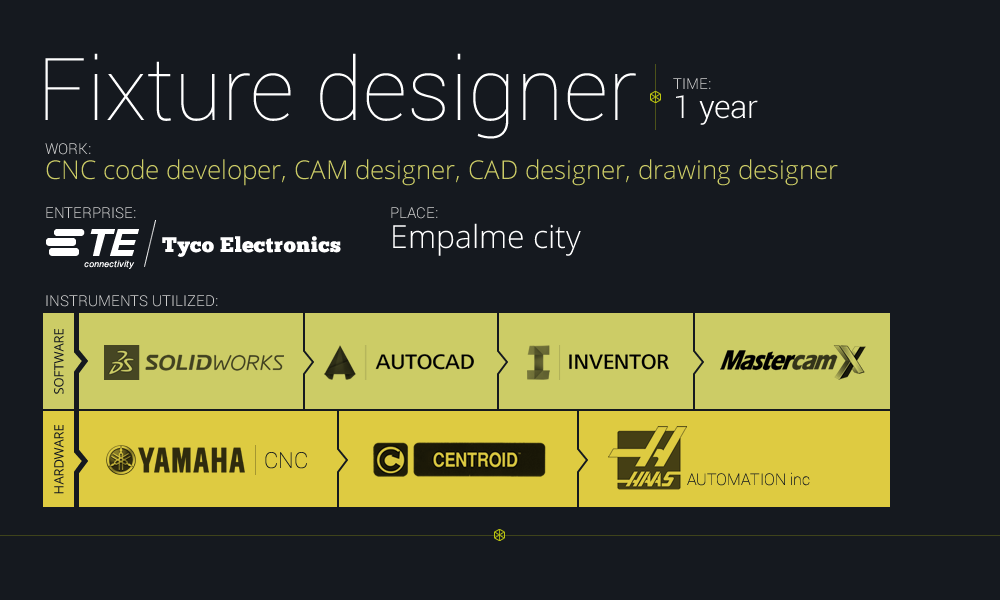 Fixture designer
TIME:
1 year
WORK:
CNC code developer, CAM designer, CAD designer, drawing designer
ENTERPRISE:
TE connectivity
Tyco Electronics
PLACE:
Empalme city
INSTRUMENTS UTILIZED:
SOFTWARE
SOLIDWORKS
AUTOCAD
INVENTOR
MastercamX
HARDWARE
YAMAHA CNC
CENTROID
HAAS AUTOMATION inc